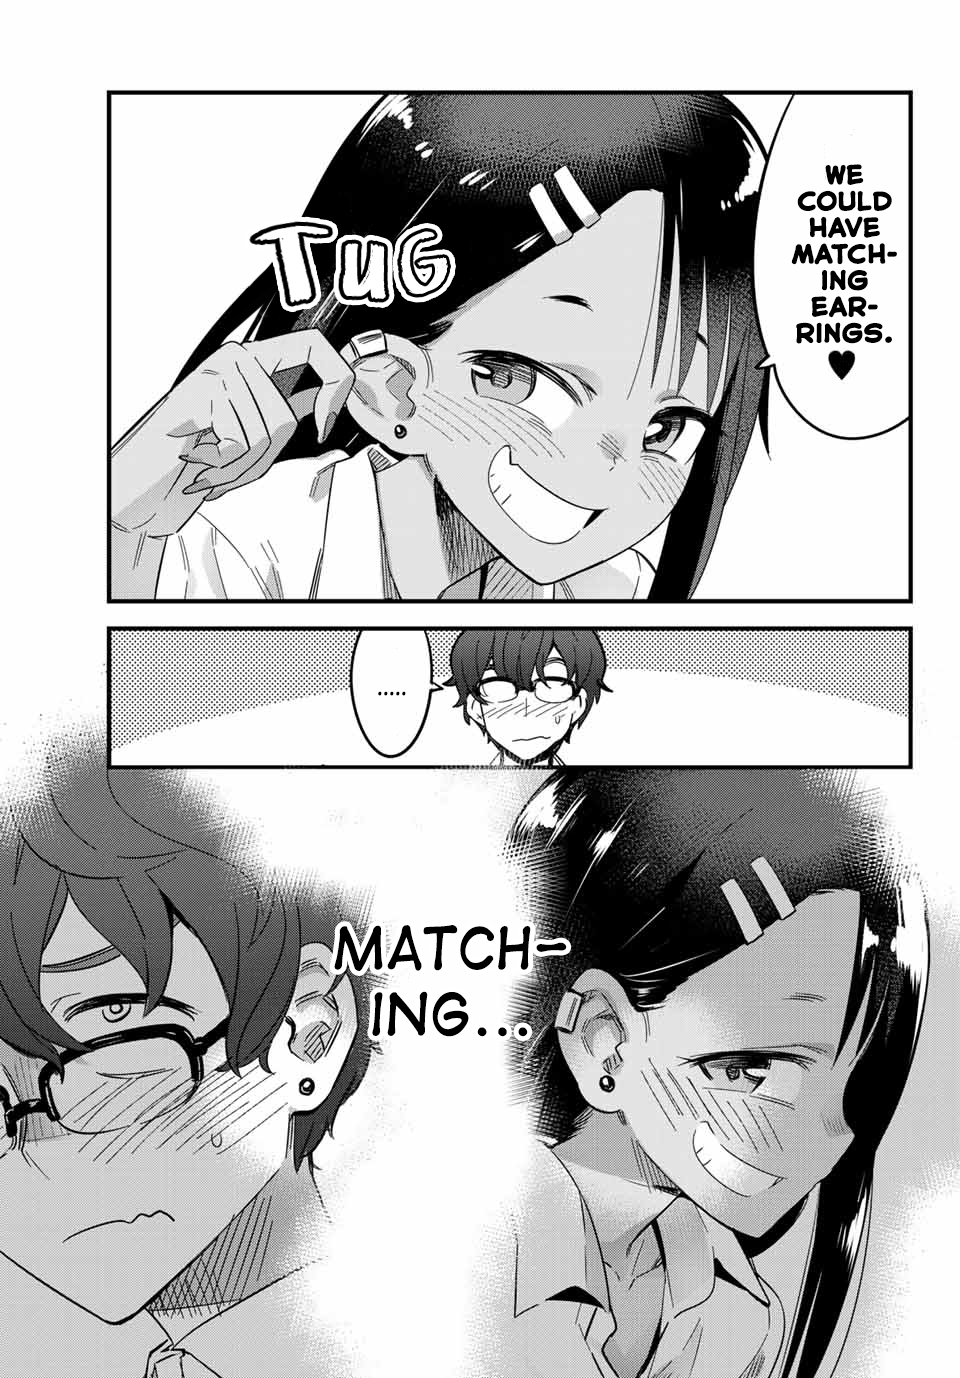 WE
COULD
HAVE
MATCH-
ING
EAR-
RINGS.
♥
TUG
......
MATCH-
ING...